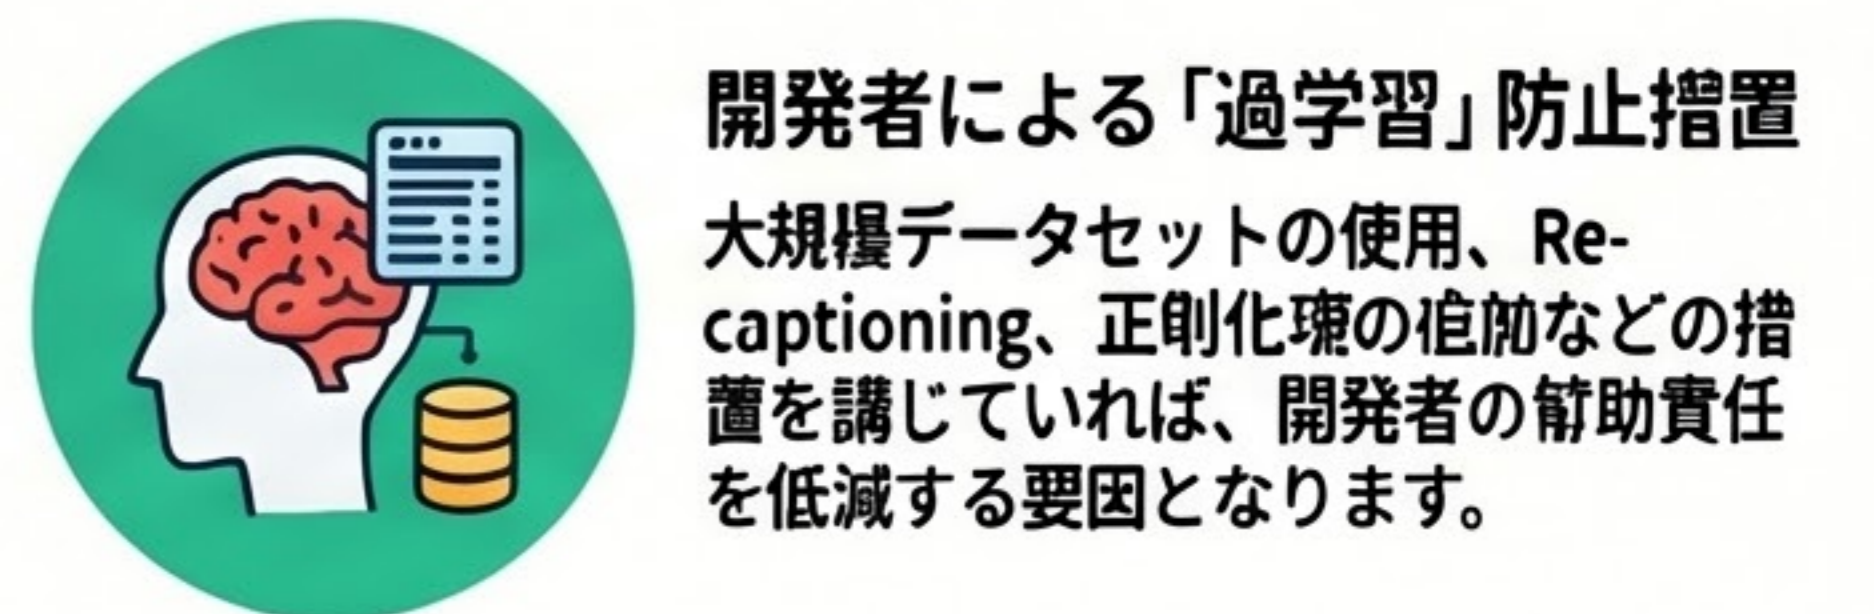 開発者による「過学習」防止措置
大規データセットの使用、Re-
captioning、正化のなどの措
を講じていれば、開発者の助責任
を低減する要因となります。